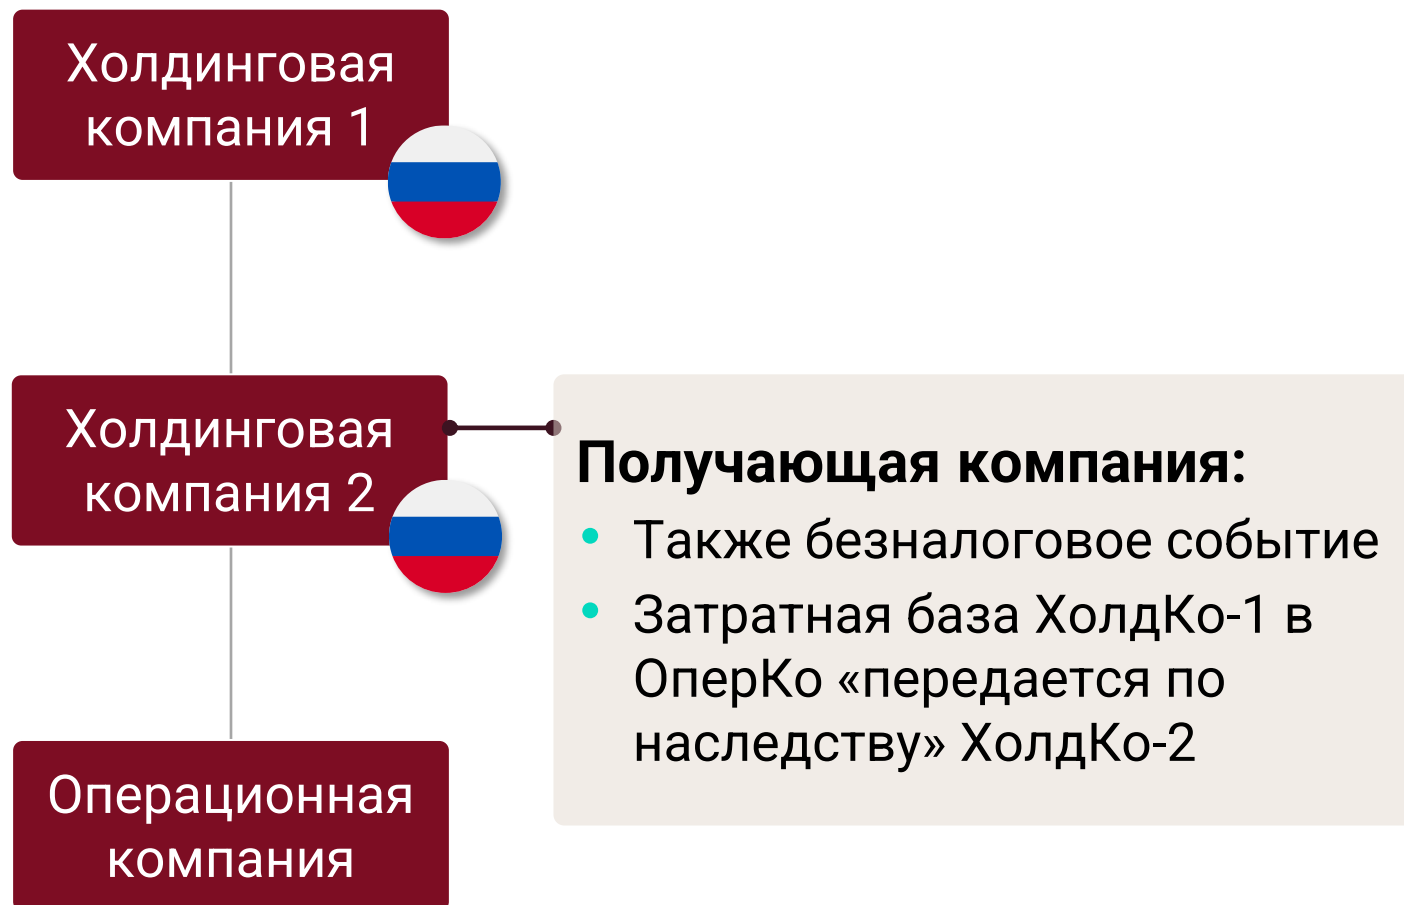 Холдинговая
компания 1
Холдинговая
компания 2
Получающая компания:
Также безналоговое событие
Затратная база ХолдКо-1 в
ОперКо «передается по
наследству» ХолдКо-2
Операционная
компания